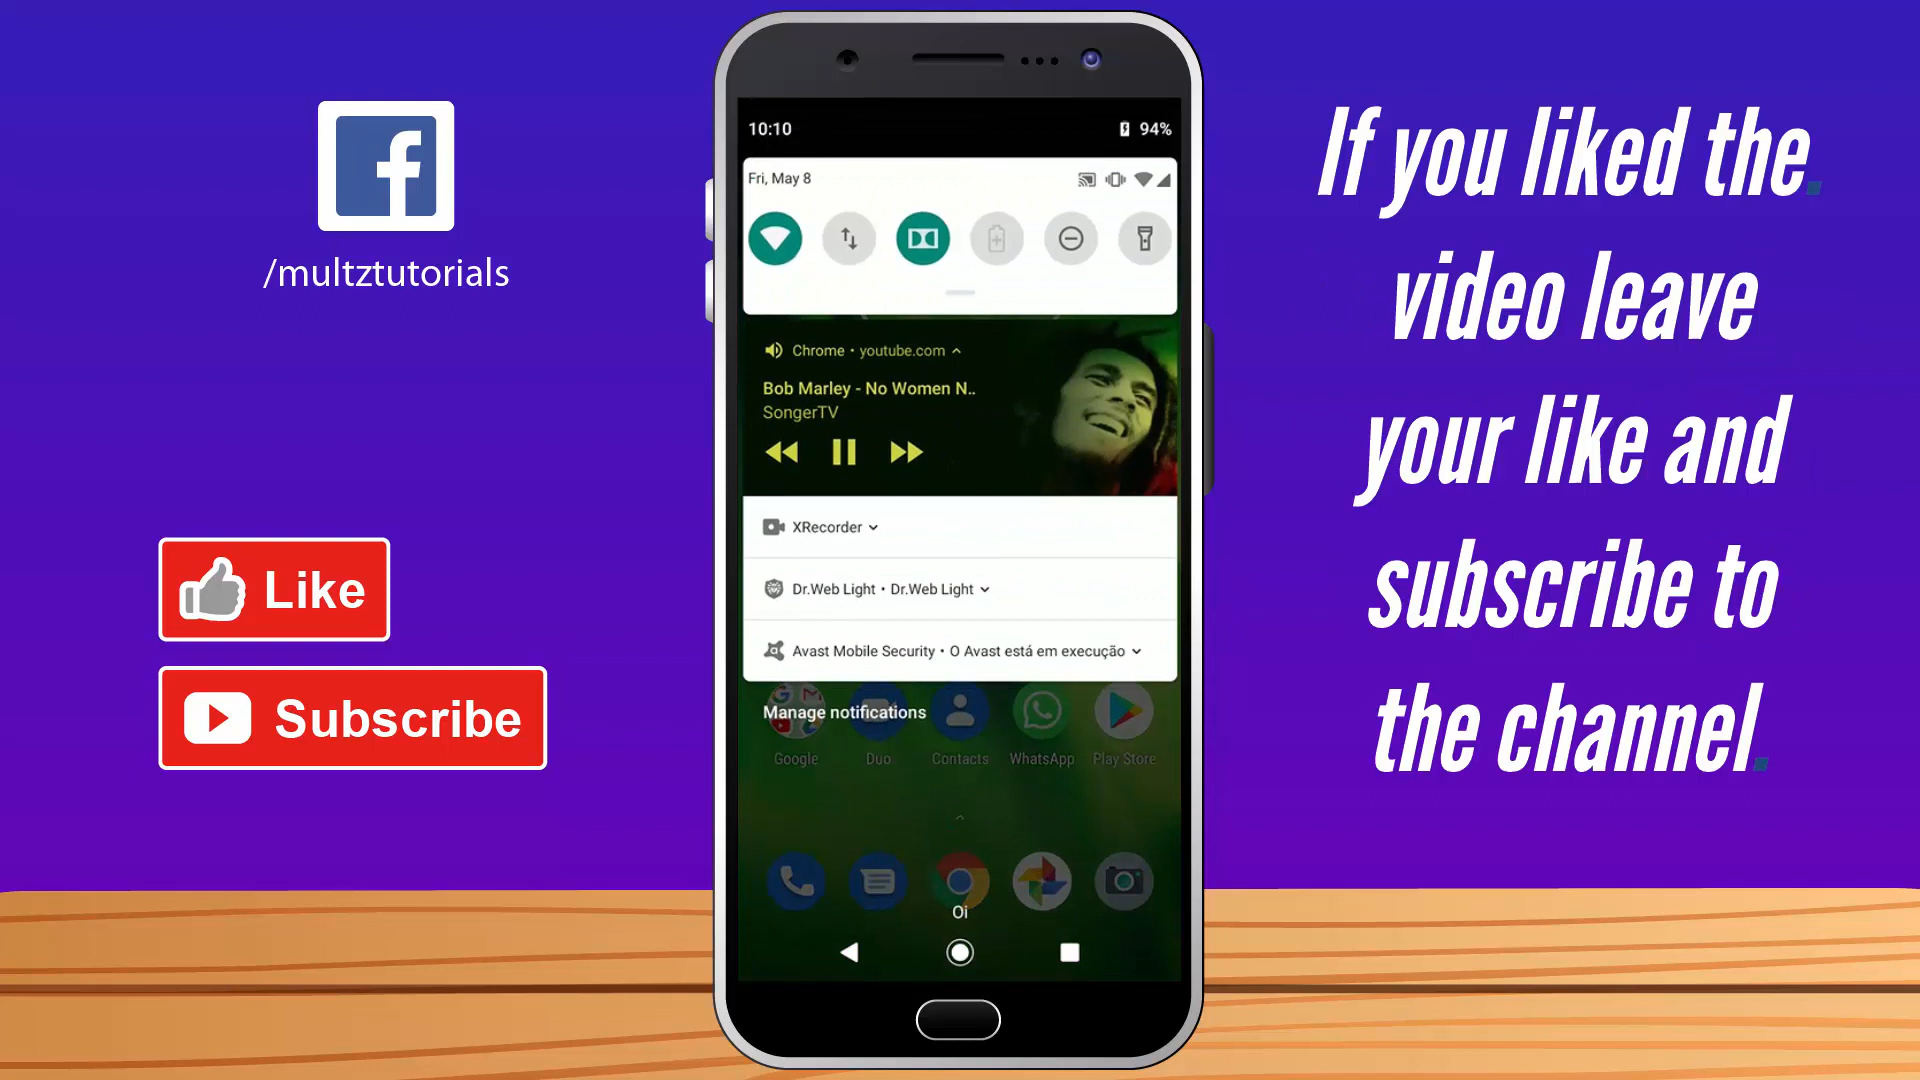 /multztutorials
Like
Subscribe
10:10
94%
Fri, May 8
Chrome • youtube.com
Bob Marley - No Women N..
SongerTV
XRecorder
Dr.Web Light • Dr.Web Light
Avast Mobile Security • O Avast está em execução
Manage notifications
Google
Duo
Contacts
WhatsApp
Play Store
Oi
If you liked the.
video leave
your like and
subscribe to
the channel.